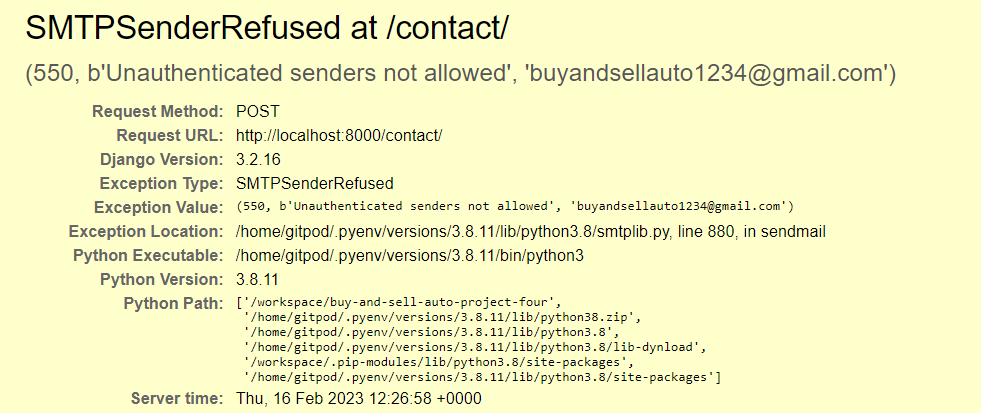 SMTPSenderRefused at /contact/
(550, b'Unauthenticated senders not allowed', 'buyandsellauto1234@gmail.com')
Request Method: POST
Request URL: http://localhost:8000/contact/
Django Version: 3.2.16
Exception Type: SMTPSenderRefused
Exception Value: (550, b'Unauthenticated senders not allowed', 'buyandsellauto1234@gmail.com')
Exception Location: /home/gitpod/.pyenv/versions/3.8.11/lib/python3.8/smtplib.py, line 880, in sendmail
Python Executable: /home/gitpod/.pyenv/versions/3.8.11/bin/python3
Python Version: 3.8.11
Python Path: ['/workspace/buy-and-sell-auto-project-four',
'/home/gitpod/.pyenv/versions/3.8.11/lib/python38.zip',
'/home/gitpod/.pyenv/versions/3.8.11/lib/python3.8',
'/home/gitpod/.pyenv/versions/3.8.11/lib/python3.8/lib-dynload',
'/workspace/.pip-modules/lib/python3.8/site-packages',
'/home/gitpod/.pyenv/versions/3.8.11/lib/python3.8/site-packages']
Server time: Thu, 16 Feb 2023 12:26:58 +0000